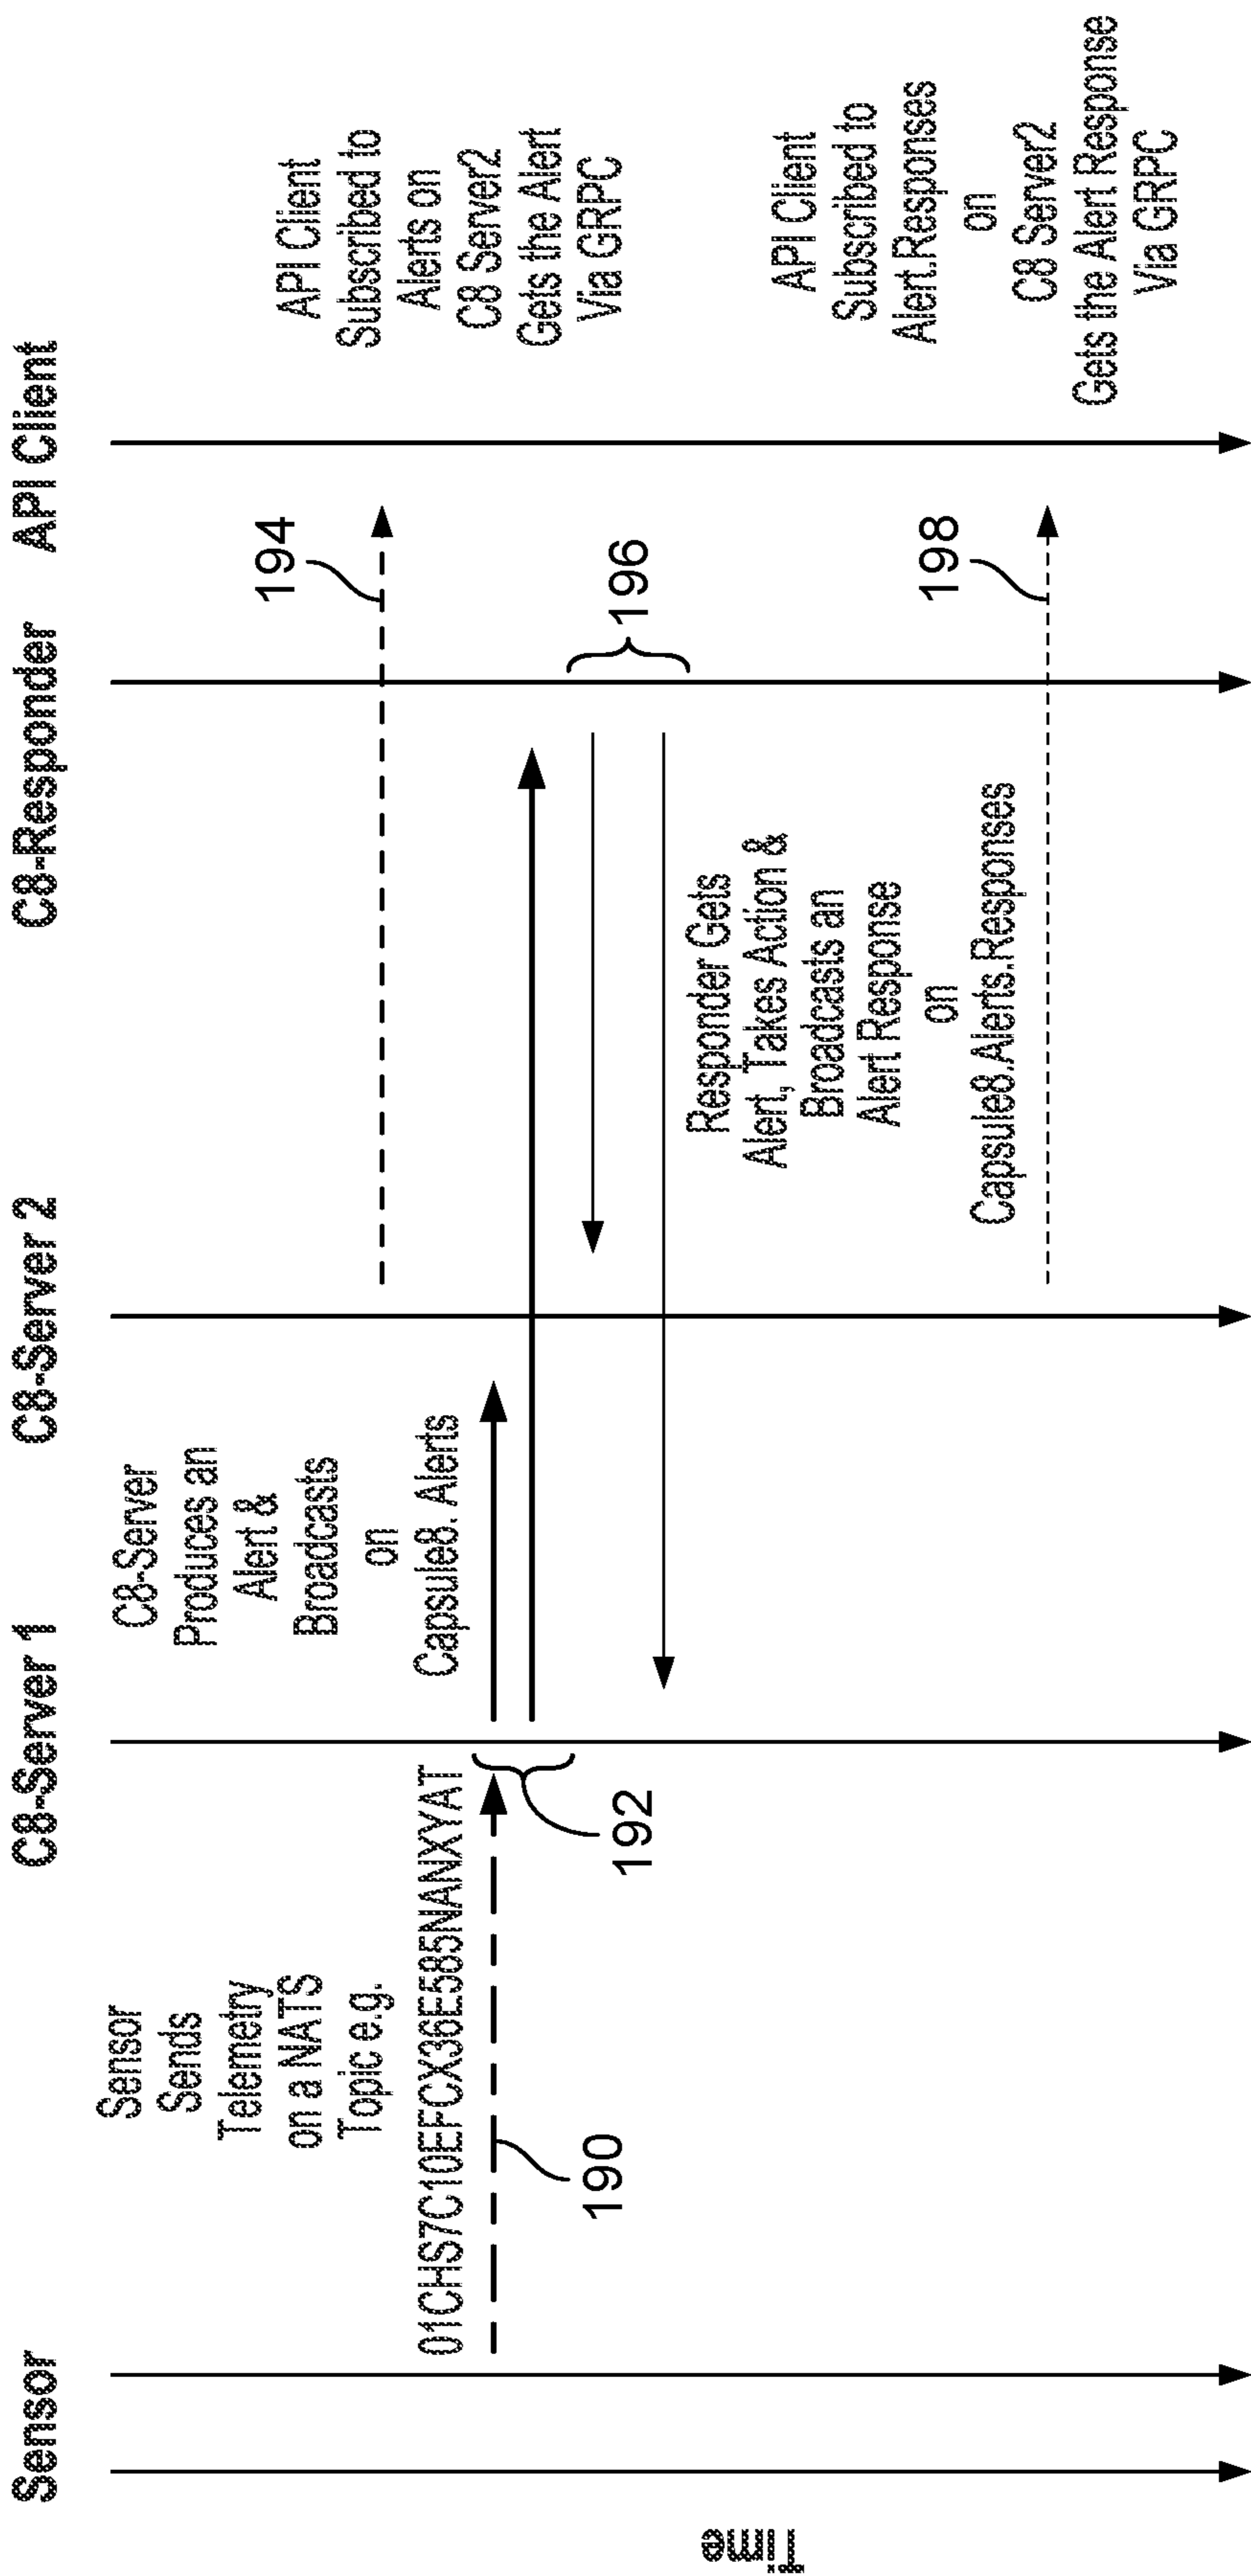 Sensor
C8-Server 1
C8-Server 2
C8-Responder
API Client
Time
Sensor
Sends
Telemetry
on a NATS
Topic e.g.
01CHS7C10EFCX36E585NANXYAT
190
192
C8-Server
Produces an
Alert &
Broadcasts
on
Capsule8. Alerts
194
API Client
Subscribed to
Alerts on
C8 Server2
Gets the Alert
Via GRPC
196
Responder Gets
Alert, Takes Action &
Broadcasts an
Alert.Response
on
Capsule8.Alerts.Responses
198
API Client
Subscribed to
Alert.Responses
on
C8 Server2
Gets the Alert Response
Via GRPC